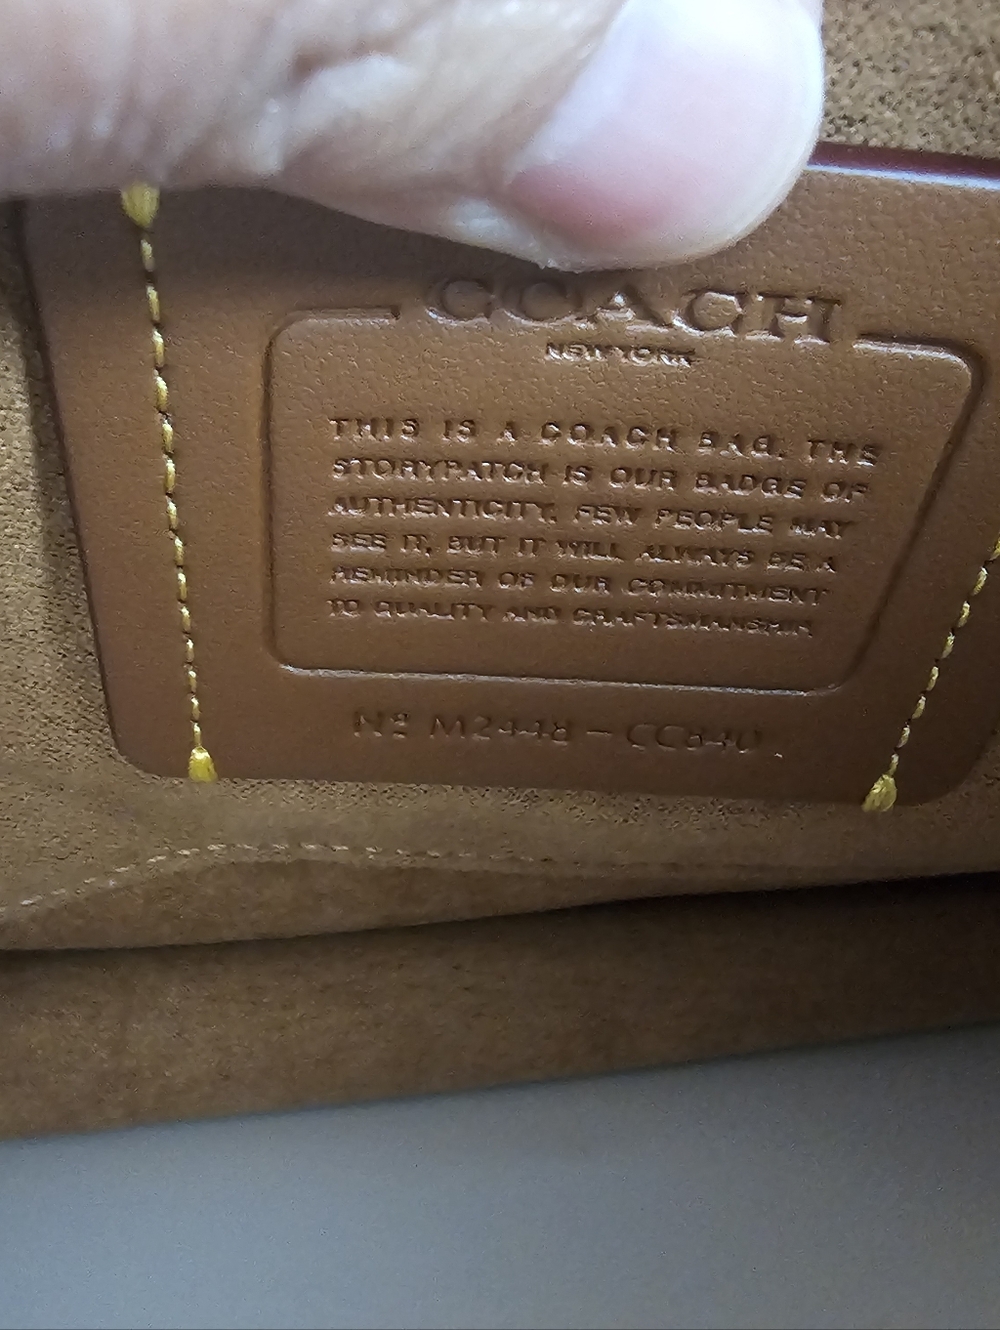 COACH
NEW YORK
THIS IS A COACH BAG. THE
STORYPATCH IS OUR BADGE OF
AUTHENTICITY. FEW PEOPLE MAY
SEE IT, BUT IT WILL ALWAYS BE A
REMINDER OF OUR COMMITMENT
TO QUALITY AND CRAFTSMANSHIP.
Nº M2448-CC640